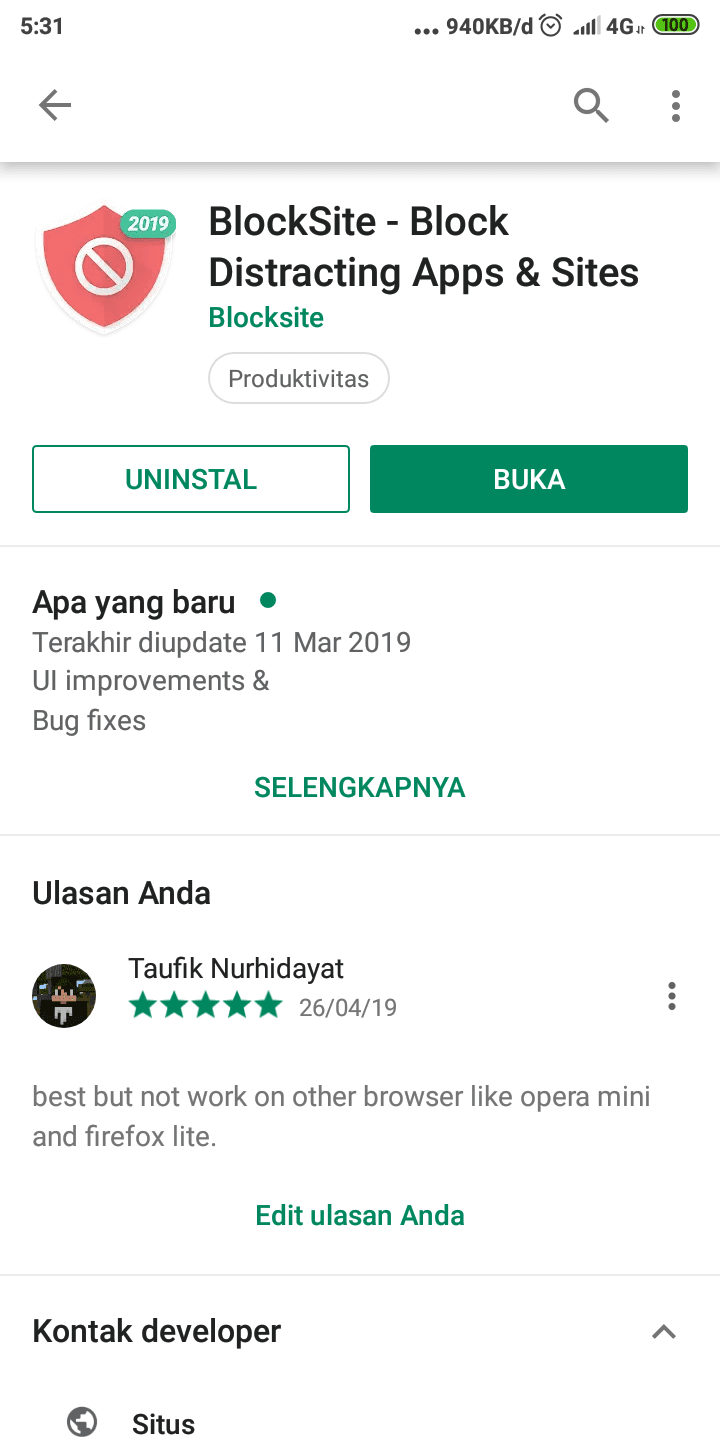 5:31
... 940KB/d 4G 100
2019
BlockSite - Block
Distracting Apps & Sites
Blocksite
Produktivitas
UNINSTAL
BUKA
Apa yang baru
Terakhir diupdate 11 Mar 2019
UI improvements &
Bug fixes
SELENGKAPNYA
Ulasan Anda
Taufik Nurhidayat
26/04/19
best but not work on other browser like opera mini
and firefox lite.
Edit ulasan Anda
Kontak developer
Situs